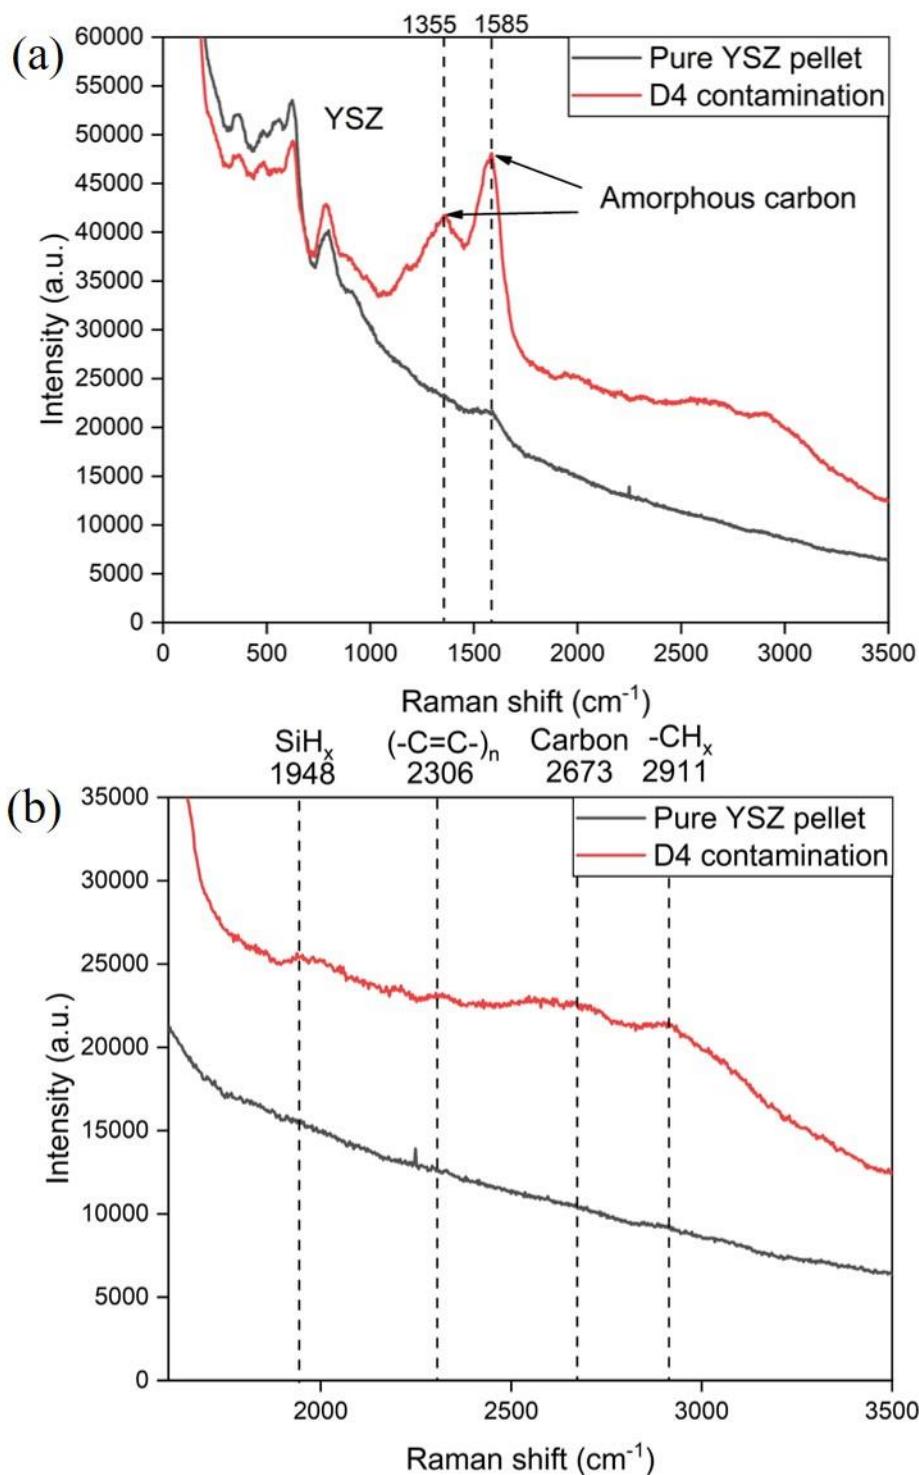 1355 1585
(a)
60000
Pure YSZ pellet
D4 contamination
55000
YSZ
50000
45000
Amorphous carbon
40000
35000
30000
25000
20000
15000
10000
5000
0
Intensity (a.u.)
0 500 1000 1500 2000 2500 3000 3500
Raman shift (cm⁻¹)
SiHₓ (-C=C-)ₙ Carbon -CHₓ
1948 2306 2673 2911
(b)
35000
Pure YSZ pellet
D4 contamination
30000
25000
20000
15000
10000
5000
0
Intensity (a.u.)
2000 2500 3000 3500
Raman shift (cm⁻¹)